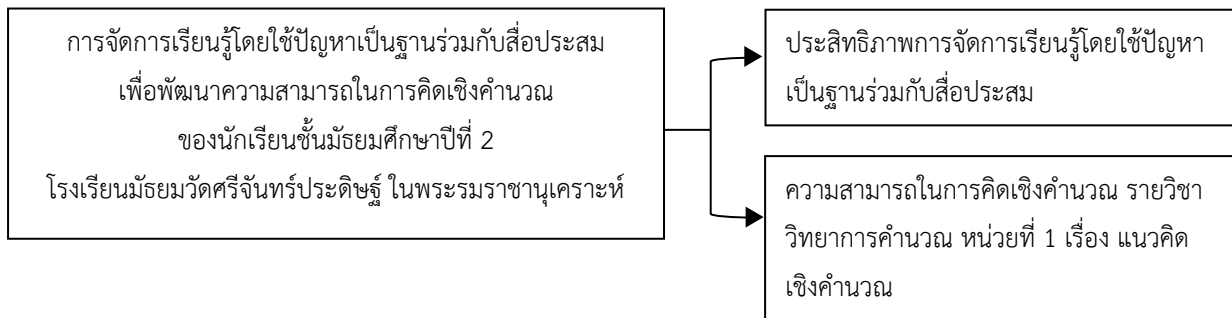 การจัดการเรียนรู้โดยใช้ปัญหาเป็นฐานร่วมกับสื่อประสม
เพื่อพัฒนาความสามารถในการคิดเชิงคำนวณ
ของนักเรียนชั้นมัธยมศึกษาปีที่ 2
โรงเรียนมัธยมวัดศรีจันทร์ประดิษฐ์ ในพระรมราชานุเคราะห์
ประสิทธิภาพการจัดการเรียนรู้โดยใช้ปัญหา
เป็นฐานร่วมกับสื่อประสม
ความสามารถในการคิดเชิงคำนวณ รายวิชา
วิทยาการคำนวณ หน่วยที่ 1 เรื่อง แนวคิด
เชิงคำนวณ